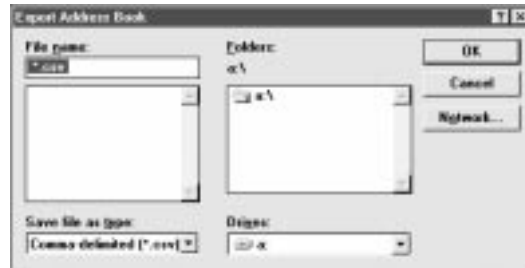 Export Address Book
File name:
*.csv
Folders:
a:\
a:\
OK
Cancel
Network...
Save file as type:
Comma delimited (*.csv)
Drives:
a: